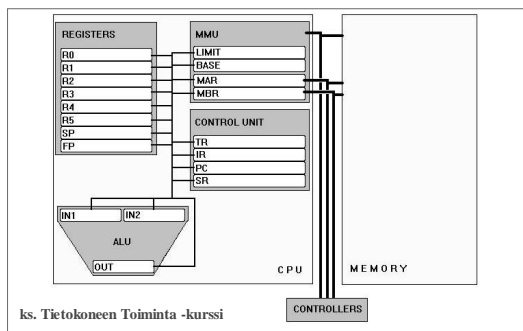 REGISTERS
R0
R1
R2
R3
R4
R5
SP
FP
MMU
LIMIT
BASE
MAR
MBR
CONTROL UNIT
TR
IR
PC
SR
IN1 IN2
ALU
OUT
CPU
MEMORY
CONTROLLERS
ks. Tietokoneen Toiminta -kurssi